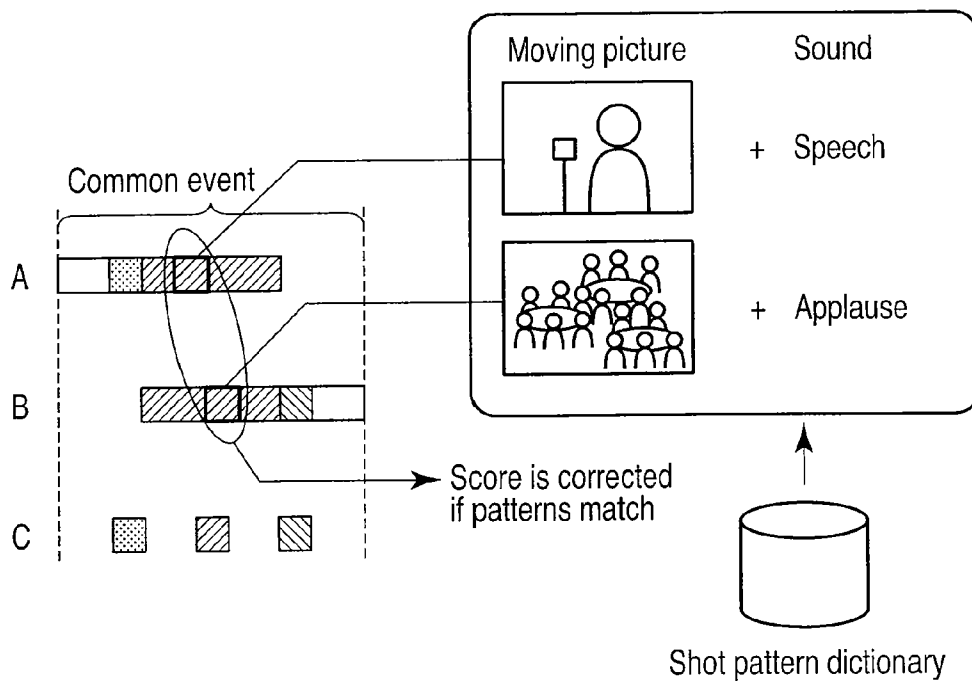 Moving picture
Sound
+ Speech
Common event
A
+ Applause
B
Score is corrected
if patterns match
C
Shot pattern dictionary